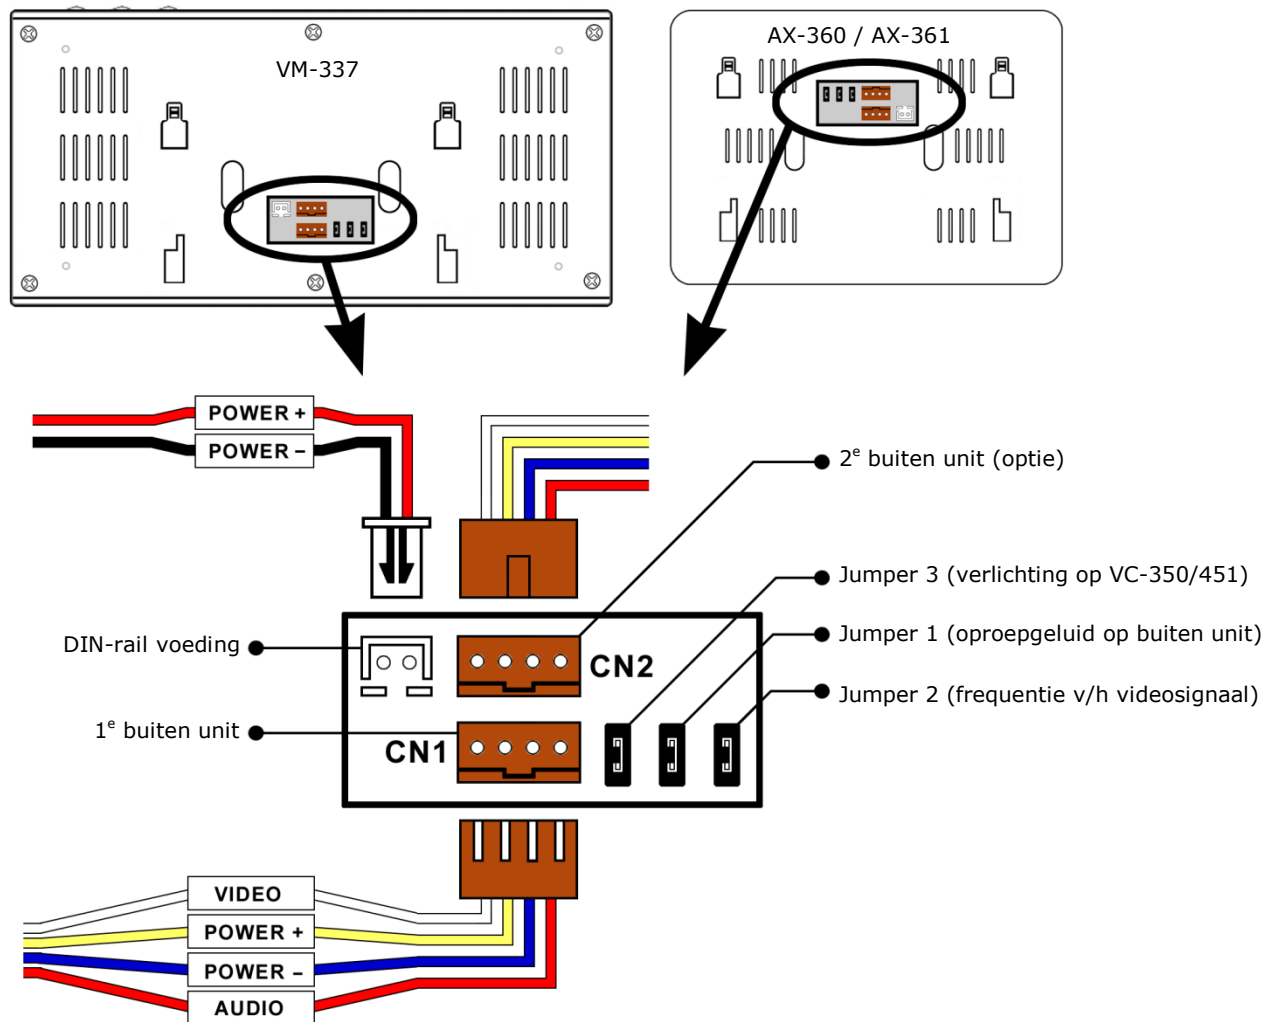 VM-337
AX-360 / AX-361
POWER +
POWER –
2e buiten unit (optie)
Jumper 3 (verlichting op VC-350/451)
Jumper 1 (oproepgeluid op buiten unit)
Jumper 2 (frequentie v/h videosignaal)
DIN-rail voeding
1e buiten unit
CN2
CN1
VIDEO
POWER +
POWER –
AUDIO